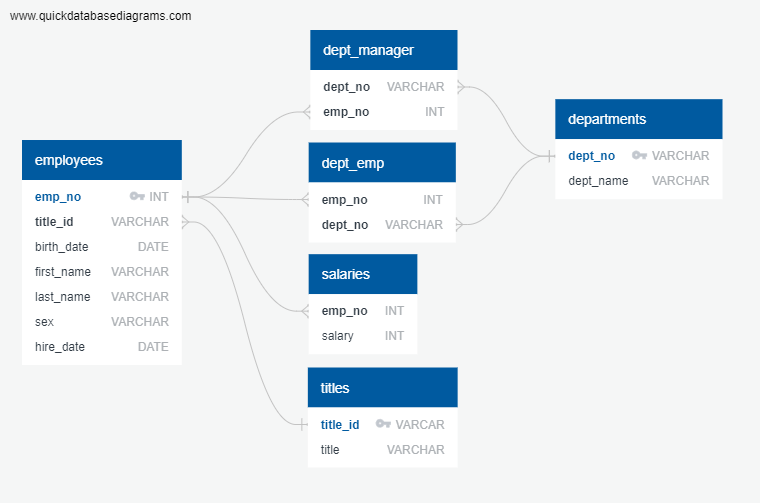 www.quickdatabasediagrams.com
dept_manager
dept_no VARCHAR
emp_no INT
departments
dept_no VARCHAR
dept_name VARCHAR
employees
emp_no INT
title_id VARCHAR
birth_date DATE
first_name VARCHAR
last_name VARCHAR
sex VARCHAR
hire_date DATE
dept_emp
emp_no INT
dept_no VARCHAR
salaries
emp_no INT
salary INT
titles
title_id VARCAR
title VARCHAR